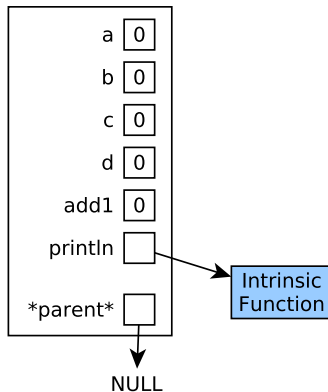 a 0
b 0
c 0
d 0
add1 0
println
Intrinsic
Function
*parent*
NULL